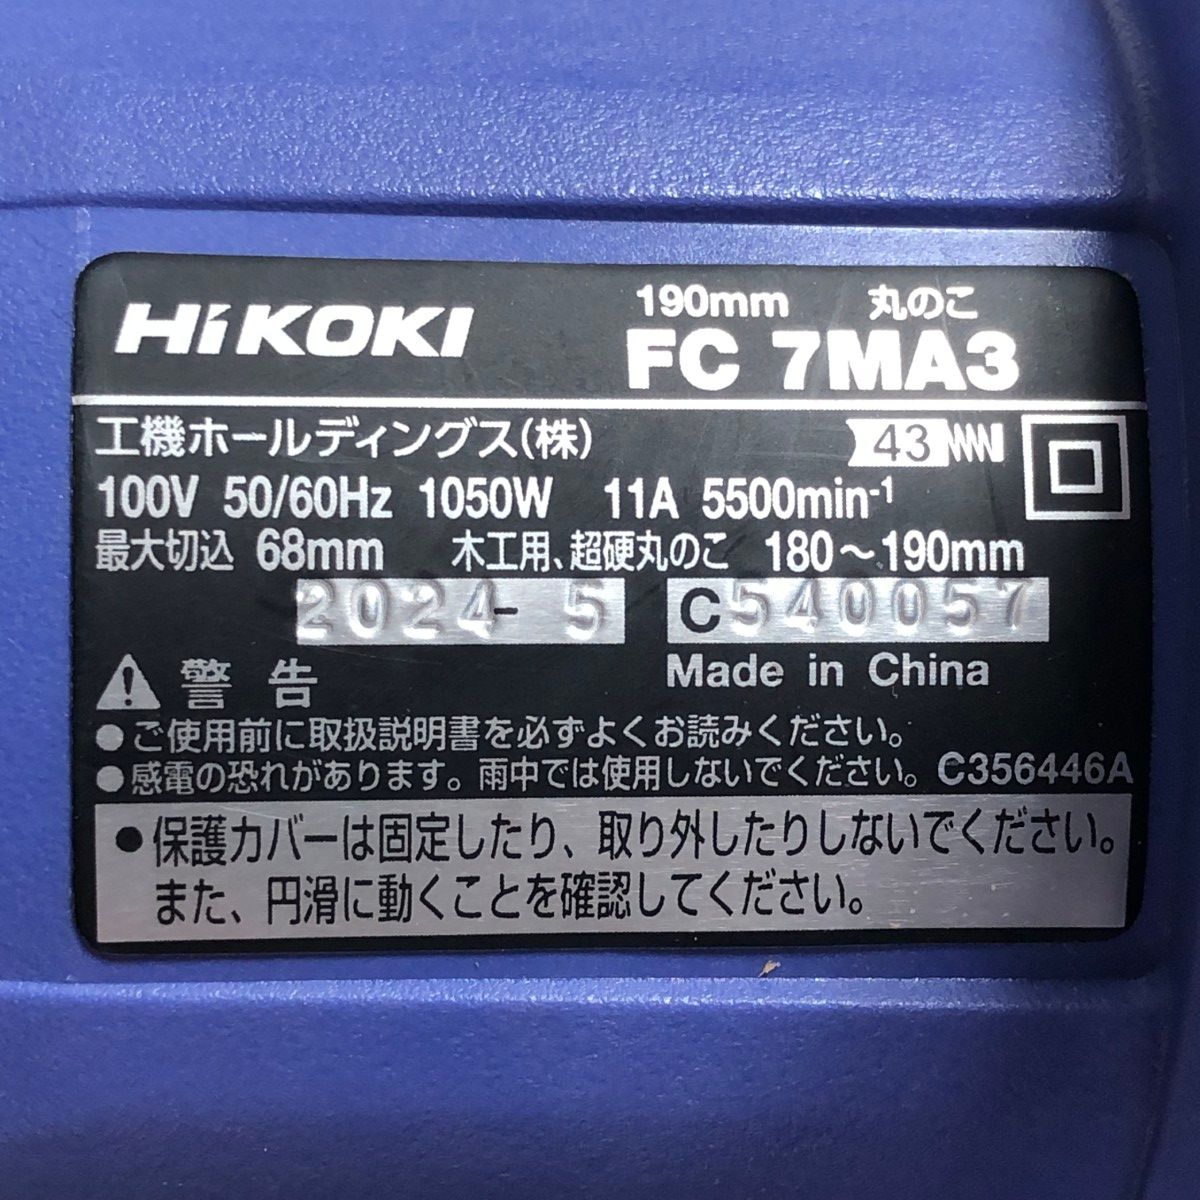 HiKOKI
190mm 丸のこ
FC 7MA3
工機ホールディングス(株)
43
100V 50/60Hz 1050W 11A 5500min-1
最大切込 68mm 木工用、超硬丸のこ 180～190mm
2024- 5 C540057
Made in China
警告
●ご使用前に取扱説明書を必ずよくお読みください。
●感電の恐れがあります。雨中では使用しないでください。 C356446A
●保護カバーは固定したり、取り外したりしないでください。
また、円滑に動くことを確認してください。